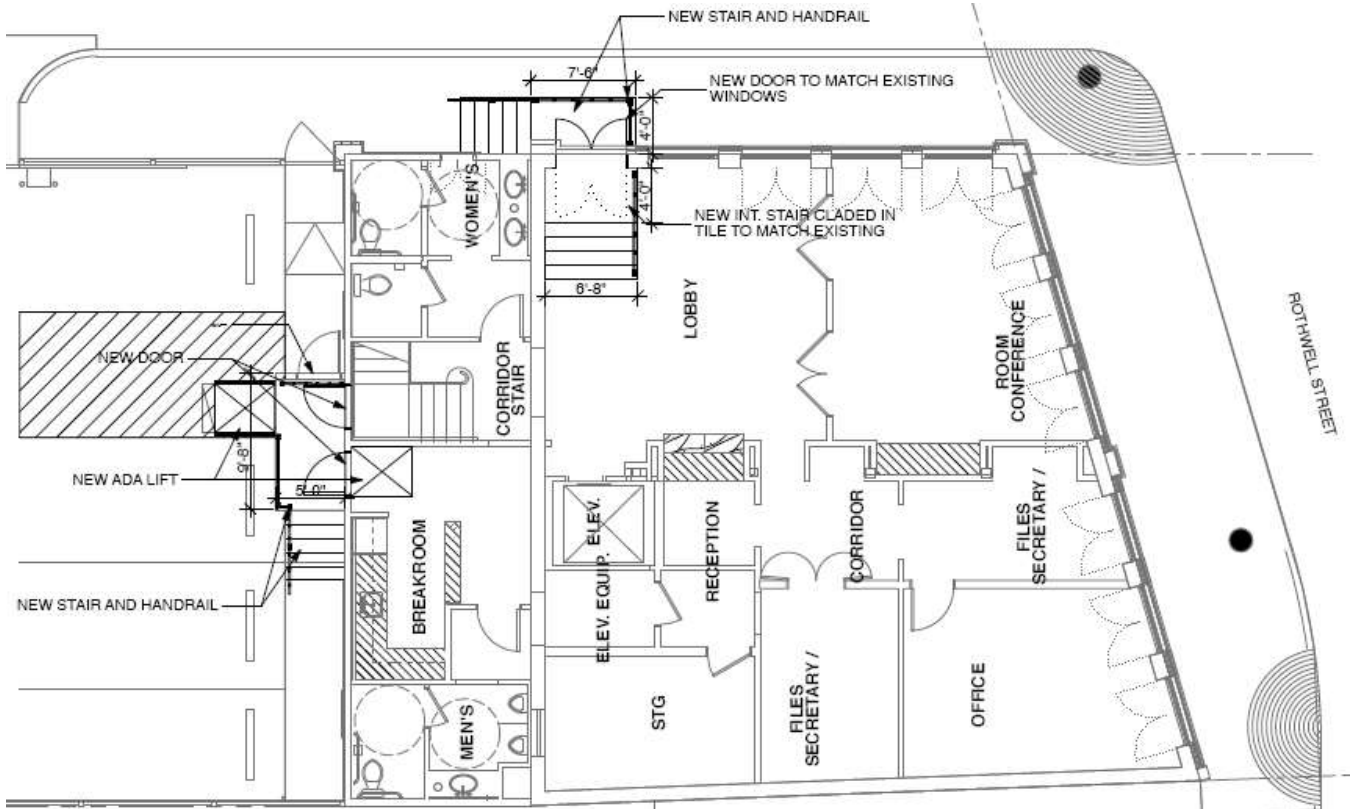 NEW STAIR AND HANDRAIL
7'-6"
NEW DOOR TO MATCH EXISTING
WINDOWS
4'-0"
4'-0"
NEW INT. STAIR CLADED IN
TILE TO MATCH EXISTING
6'-8"
WOMEN'S
LOBBY
ROOM
CONFERENCE
ROTHWELL STREET
NEW DOOR
CORRIDOR
STAIR
NEW ADA LIFT
9'-8"
5'-0"
BREAKROOM
ELEV.
ELEV. EQUIP.
RECEPTION
CORRIDOR
FILES
SECRETARY /
NEW STAIR AND HANDRAIL
MEN'S
STG
FILES
SECRETARY /
OFFICE